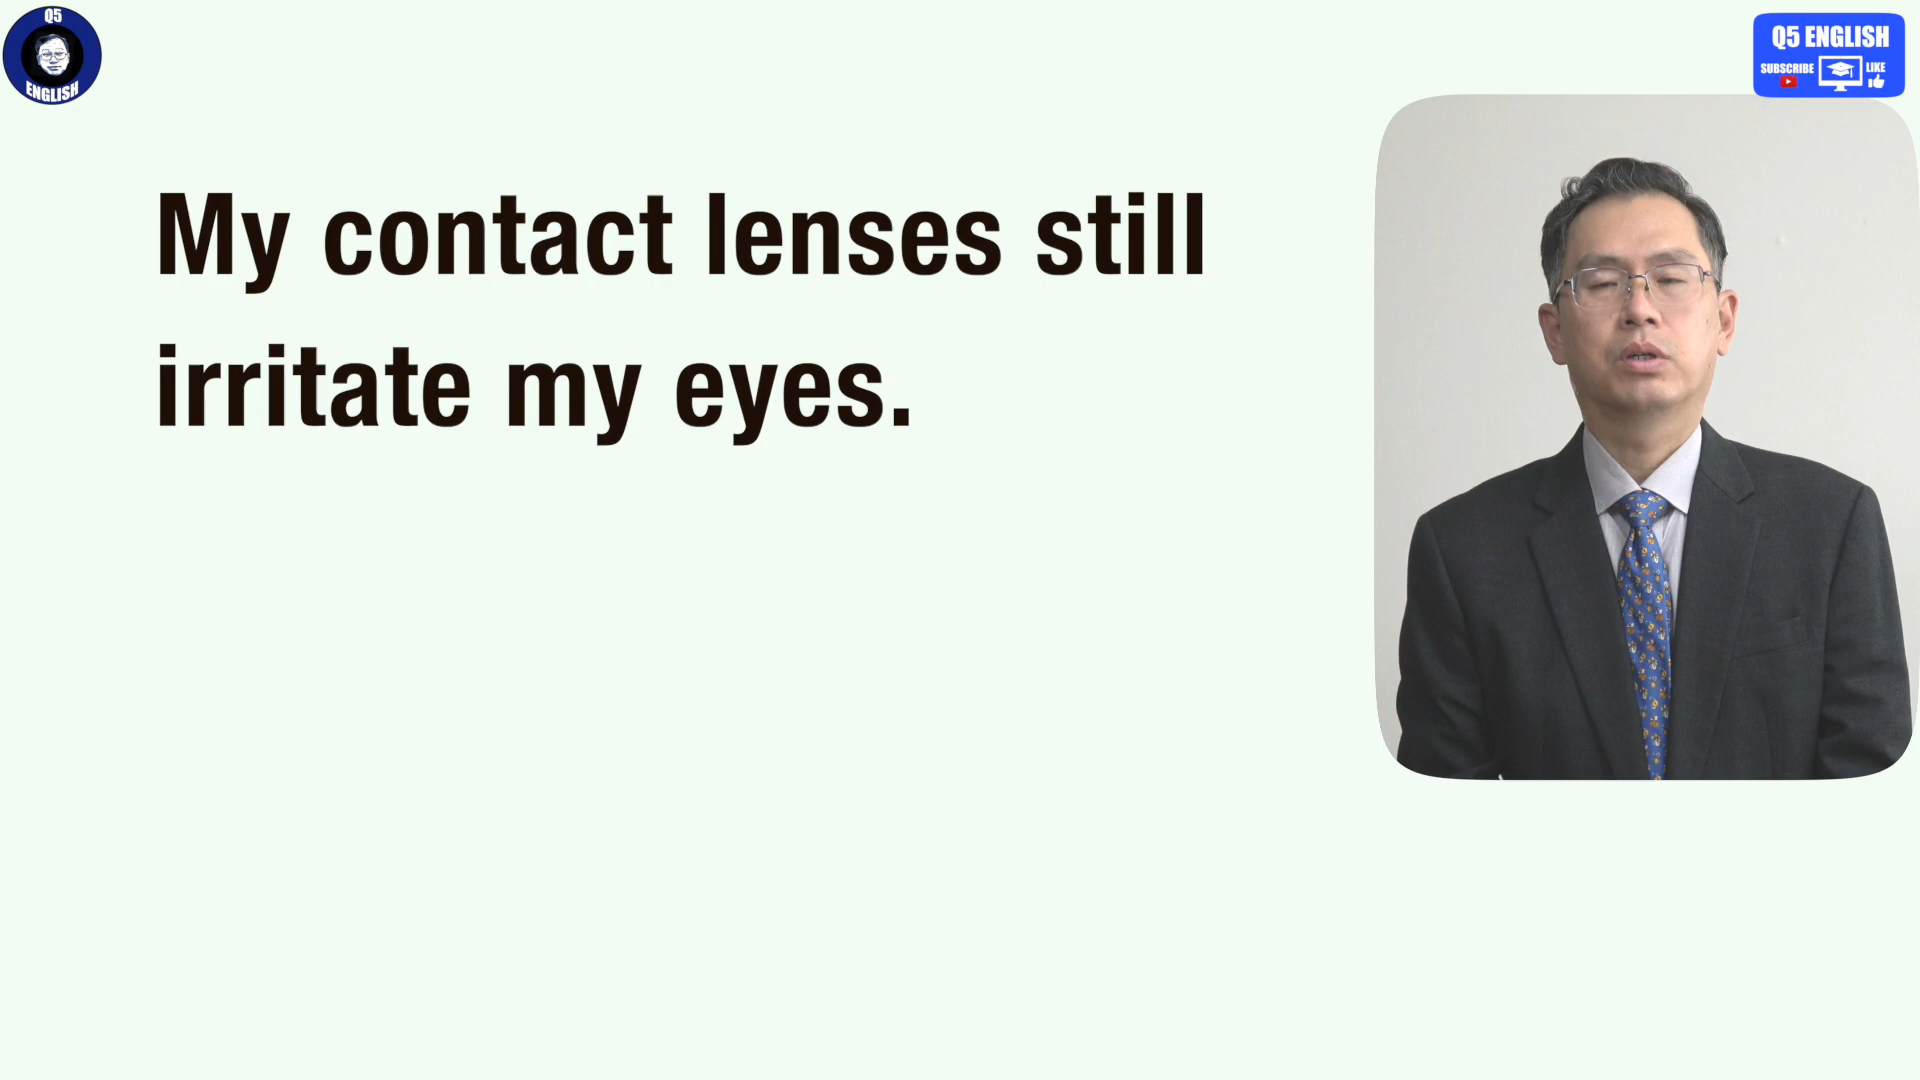 Q5
ENGLISH
Q5 ENGLISH
SUBSCRIBE
LIKE
My contact lenses still
irritate my eyes.